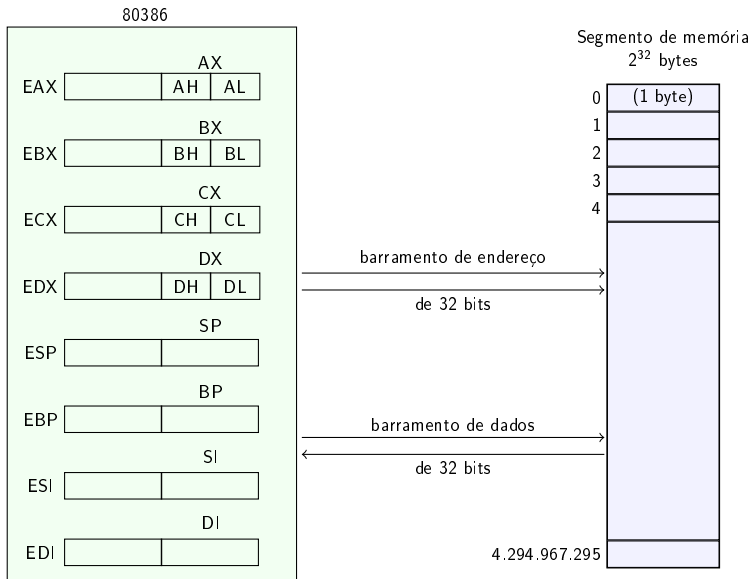 80386
AX
EAX AH AL
BX
EBX BH BL
CX
ECX CH CL
DX
EDX DH DL
SP
ESP
BP
EBP
SI
ESI
DI
EDI
barramento de endereço
de 32 bits
barramento de dados
de 32 bits
Segmento de memória
2³² bytes
0 (1 byte)
1
2
3
4
4.294.967.295